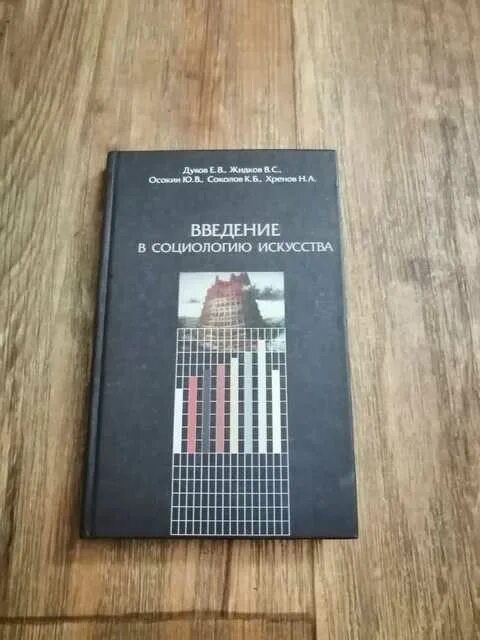 Дуков Е.В., Жидков В.С.,
Осокин Ю.В., Соколов К.Б., Хренов Н.А.
ВВЕДЕНИЕ
В СОЦИОЛОГИЮ ИСКУССТВА